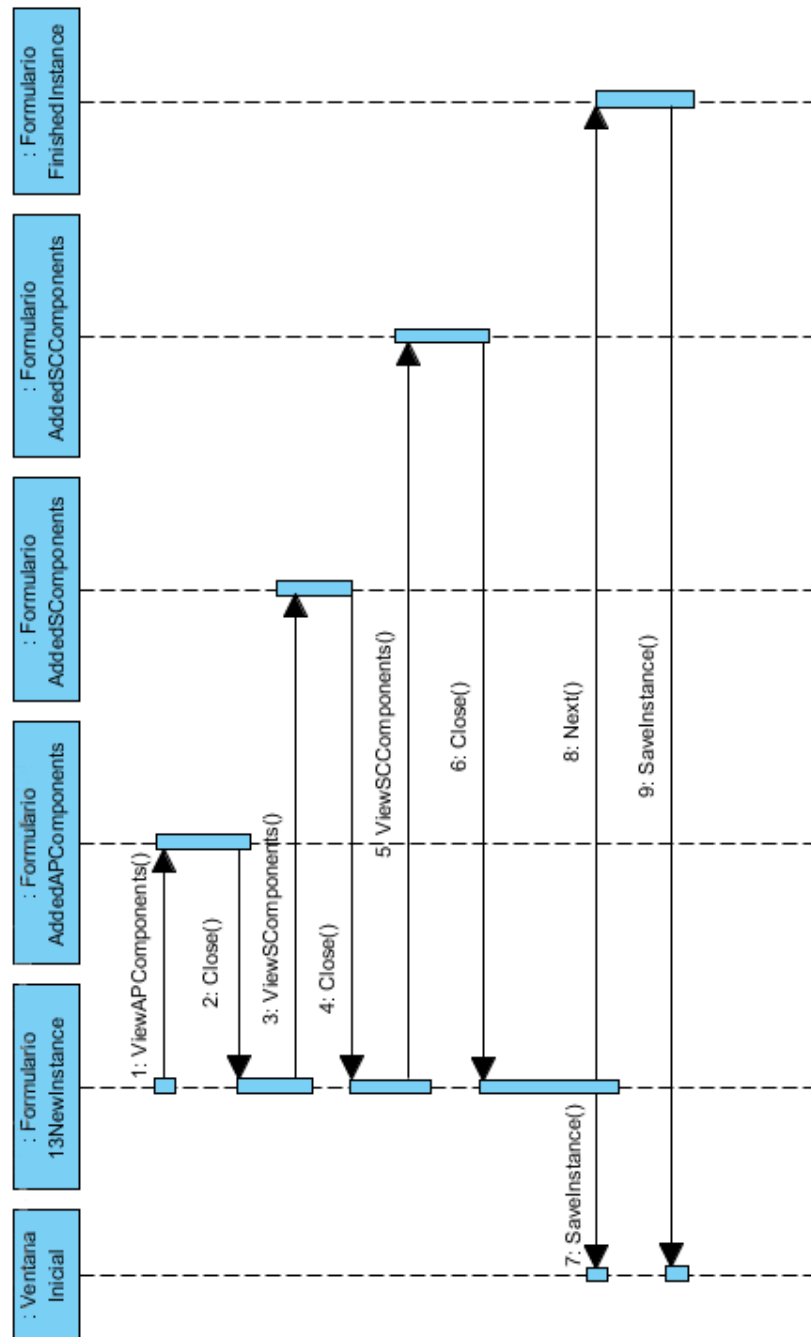 : Ventana
Inicial
: Formulario
13NewInstance
: Formulario
AddedAPComponents
: Formulario
AddedSComponents
: Formulario
AddedSCComponents
: Formulario
FinishedInstance
1: ViewAPComponents()
2: Close()
3: ViewSComponents()
4: Close()
5: ViewSCComponents()
6: Close()
7: SaveInstance()
8: Next()
9: SaveInstance()